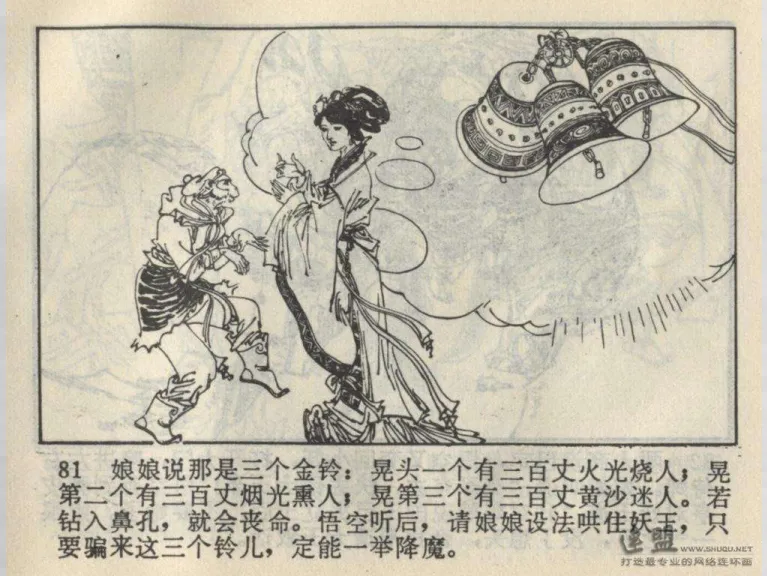 81 娘娘说那是三个金铃：晃头一个有三百丈火光烧人；晃
第二个有三百丈烟光熏人；晃第三个有三百丈黄沙迷人。若
钻入鼻孔，就会丧命。悟空听后，请娘娘设法哄住妖王，只
要骗来这三个铃儿，定能一举降魔。
连盟 WWW.SHUQU.NET
打造最专业的网络连环画